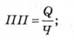 ПП = Q/Ч;